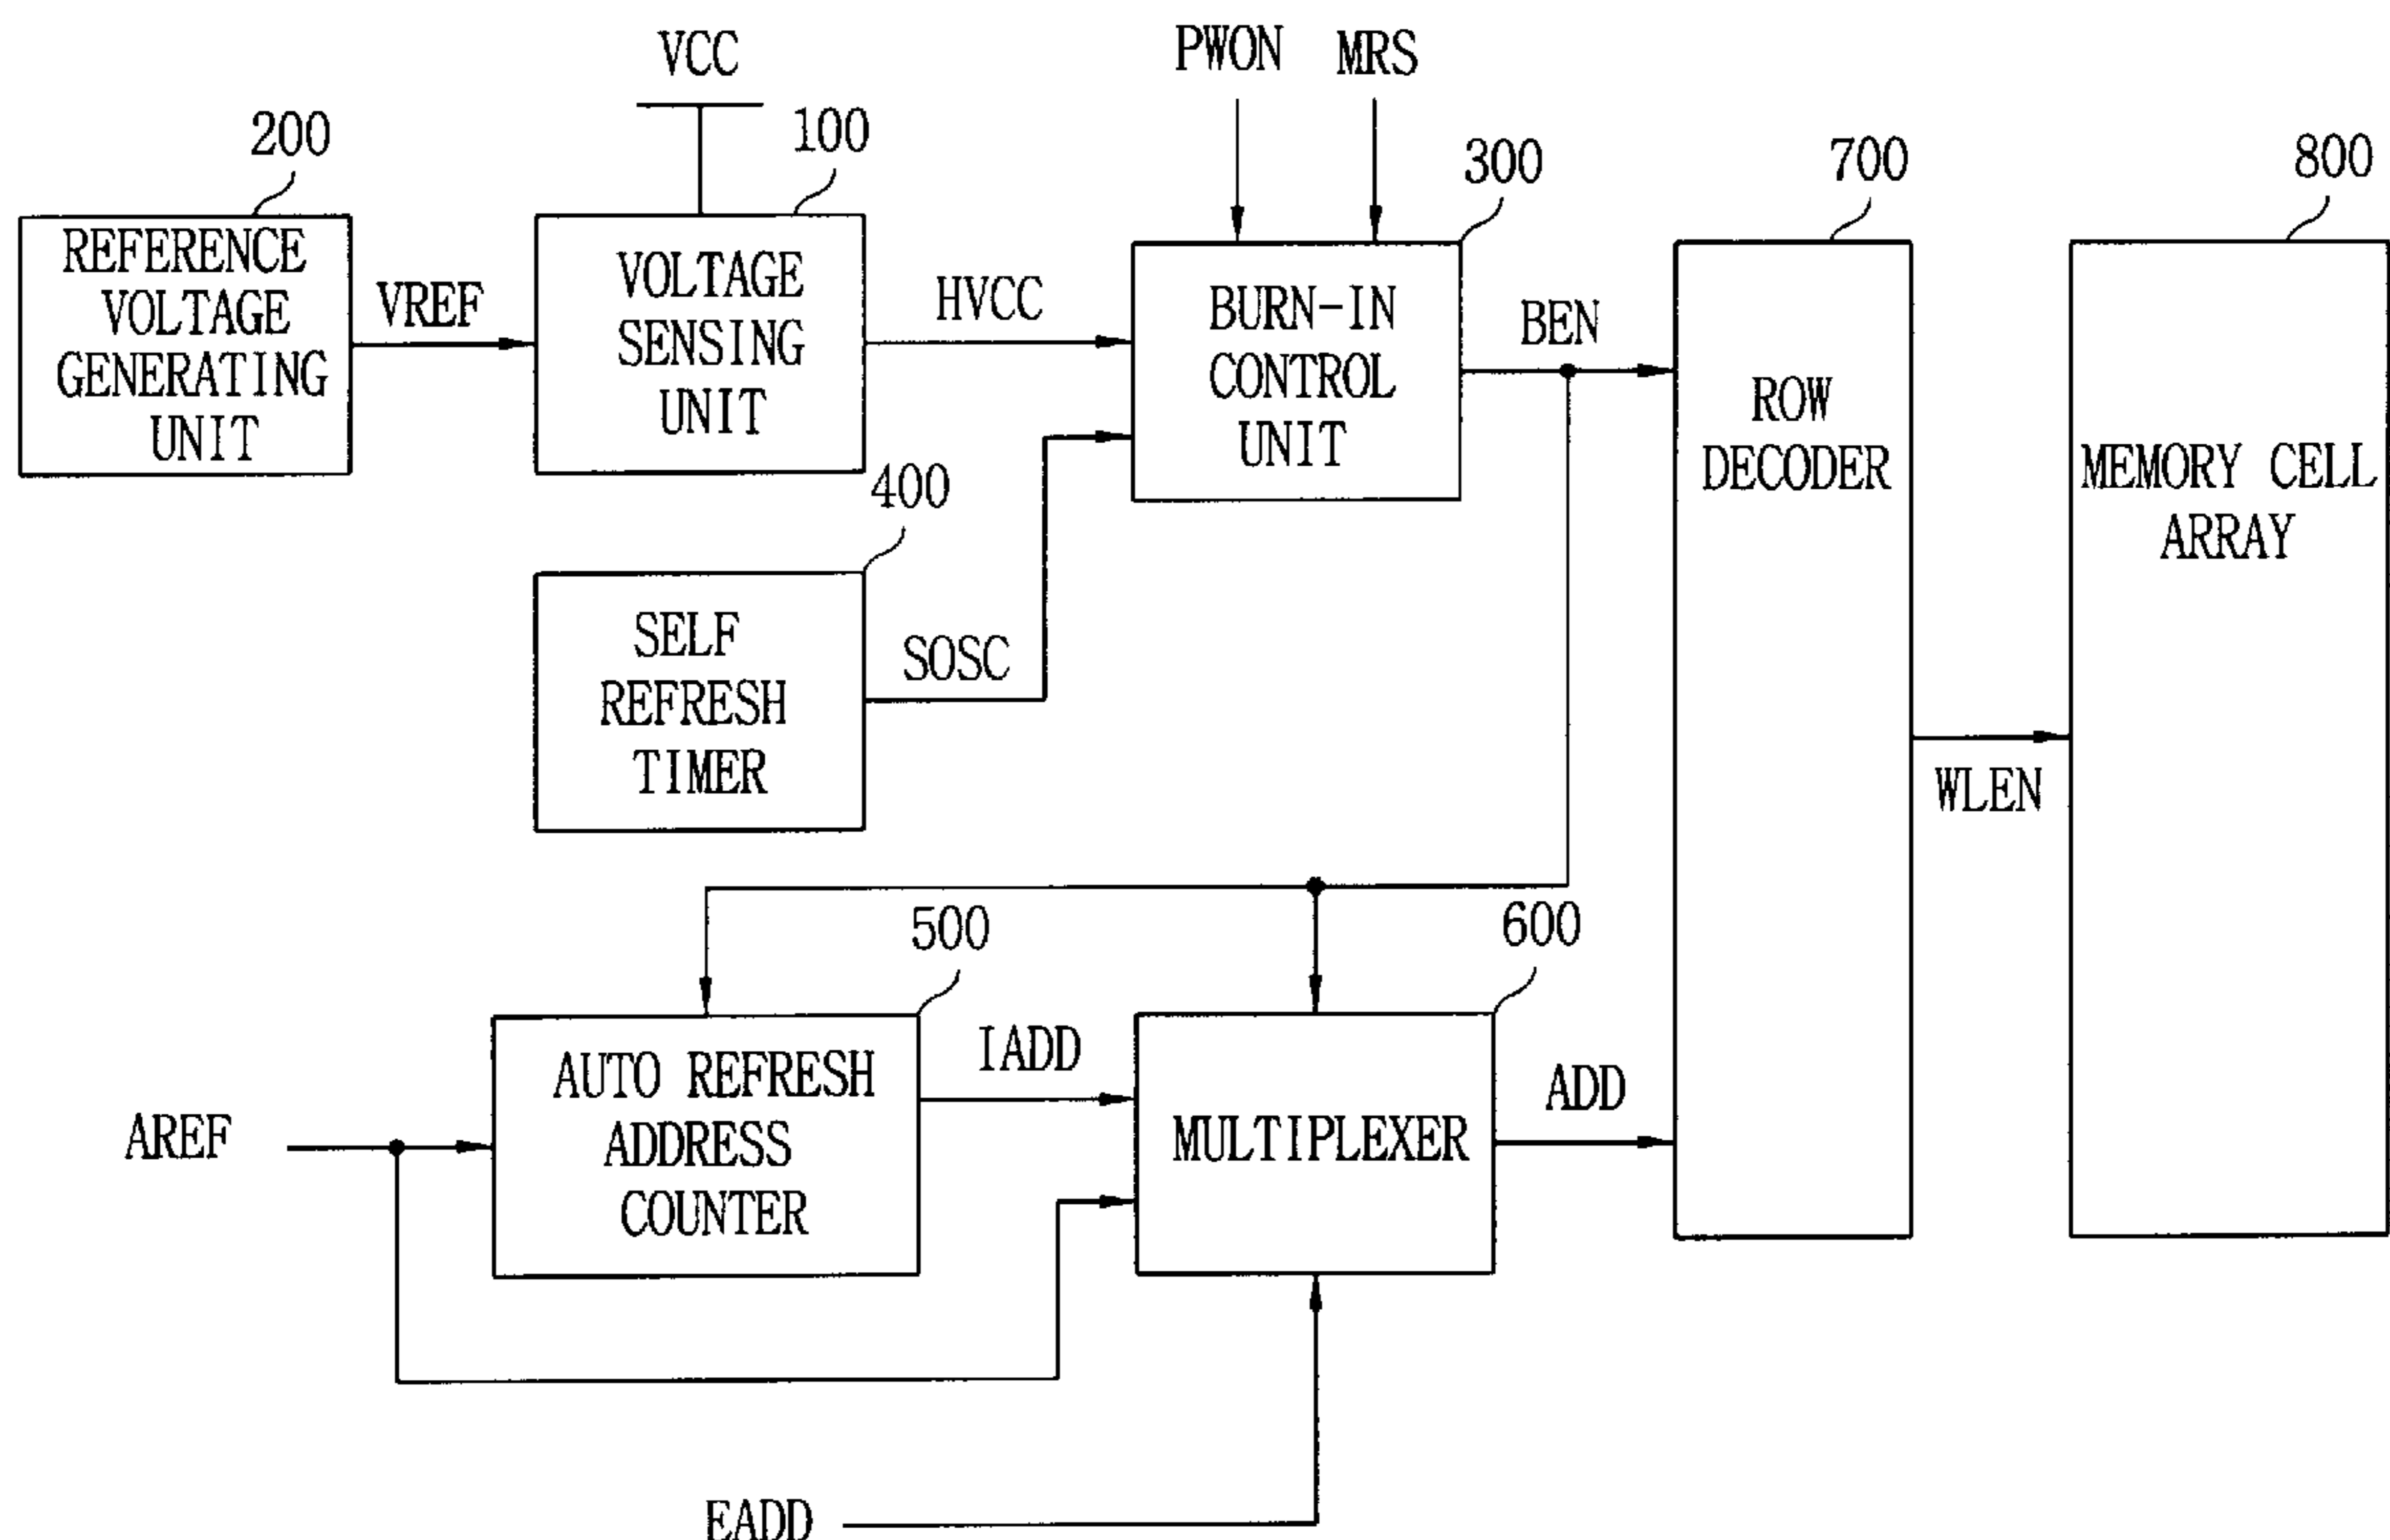 VCC
PWON MRS
200
100
300
700
800
REFERENCE
VOLTAGE
GENERATING
UNIT
VREF
VOLTAGE
SENSING
UNIT
HVCC
BURN-IN
CONTROL
UNIT
BEN
ROW
DECODER
MEMORY CELL
ARRAY
400
SELF
REFRESH
TIMER
SOSC
WLEN
500
600
AREF
AUTO REFRESH
ADDRESS
COUNTER
IADD
MULTIPLEXER
ADD
EADD